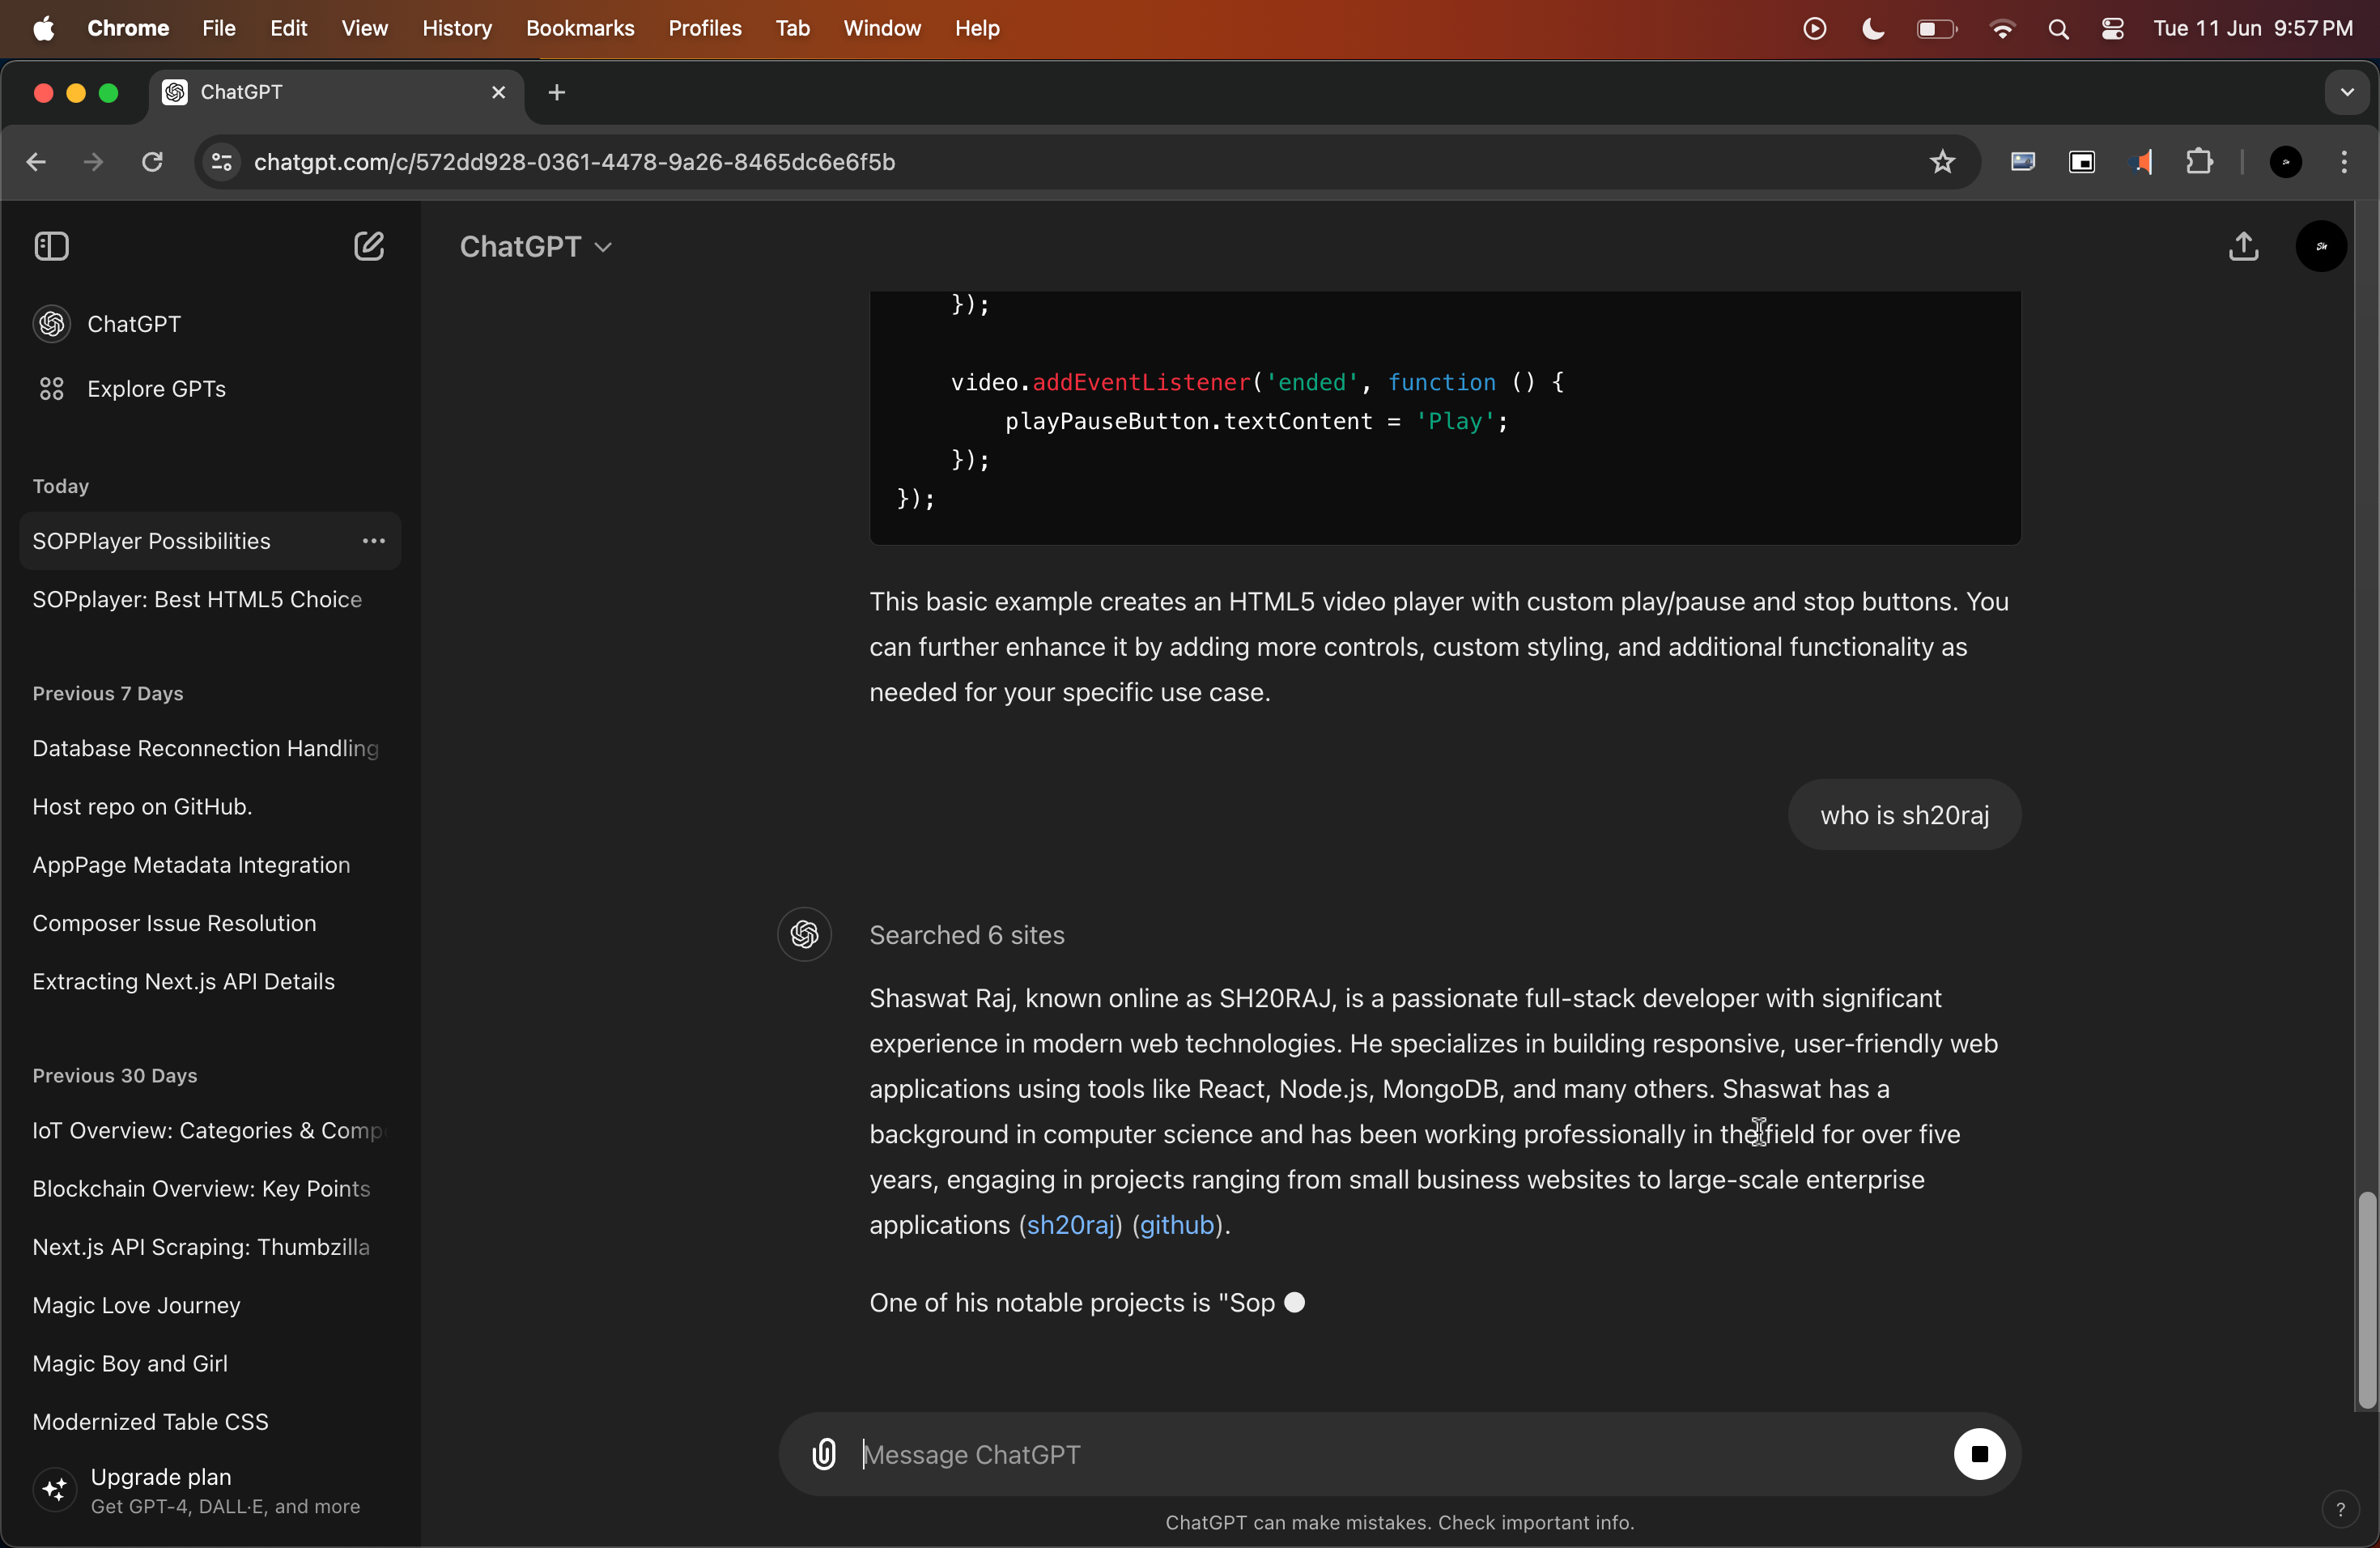 Chrome File Edit View History Bookmarks Profiles Tab Window Help
Tue 11 Jun 9:57 PM
ChatGPT
chatgpt.com/c/572dd928-0361-4478-9a26-8465dc6e6f5b
ChatGPT
Explore GPTs
Today
SOPPlayer Possibilities
SOPplayer: Best HTML5 Choice
Previous 7 Days
Database Reconnection Handling
Host repo on GitHub.
AppPage Metadata Integration
Composer Issue Resolution
Extracting Next.js API Details
Previous 30 Days
IoT Overview: Categories & Comp
Blockchain Overview: Key Points
Next.js API Scraping: Thumbzilla
Magic Love Journey
Magic Boy and Girl
Modernized Table CSS
Upgrade plan
Get GPT-4, DALL·E, and more
ChatGPT
Sh
});
video.addEventListener('ended', function () {
playPauseButton.textContent = 'Play';
});
});
This basic example creates an HTML5 video player with custom play/pause and stop buttons. You
can further enhance it by adding more controls, custom styling, and additional functionality as
needed for your specific use case.
who is sh20raj
Searched 6 sites
Shaswat Raj, known online as SH20RAJ, is a passionate full-stack developer with significant
experience in modern web technologies. He specializes in building responsive, user-friendly web
applications using tools like React, Node.js, MongoDB, and many others. Shaswat has a
background in computer science and has been working professionally in the field for over five
years, engaging in projects ranging from small business websites to large-scale enterprise
applications (sh20raj) (github).
One of his notable projects is "Sop
Message ChatGPT
ChatGPT can make mistakes. Check important info.
?